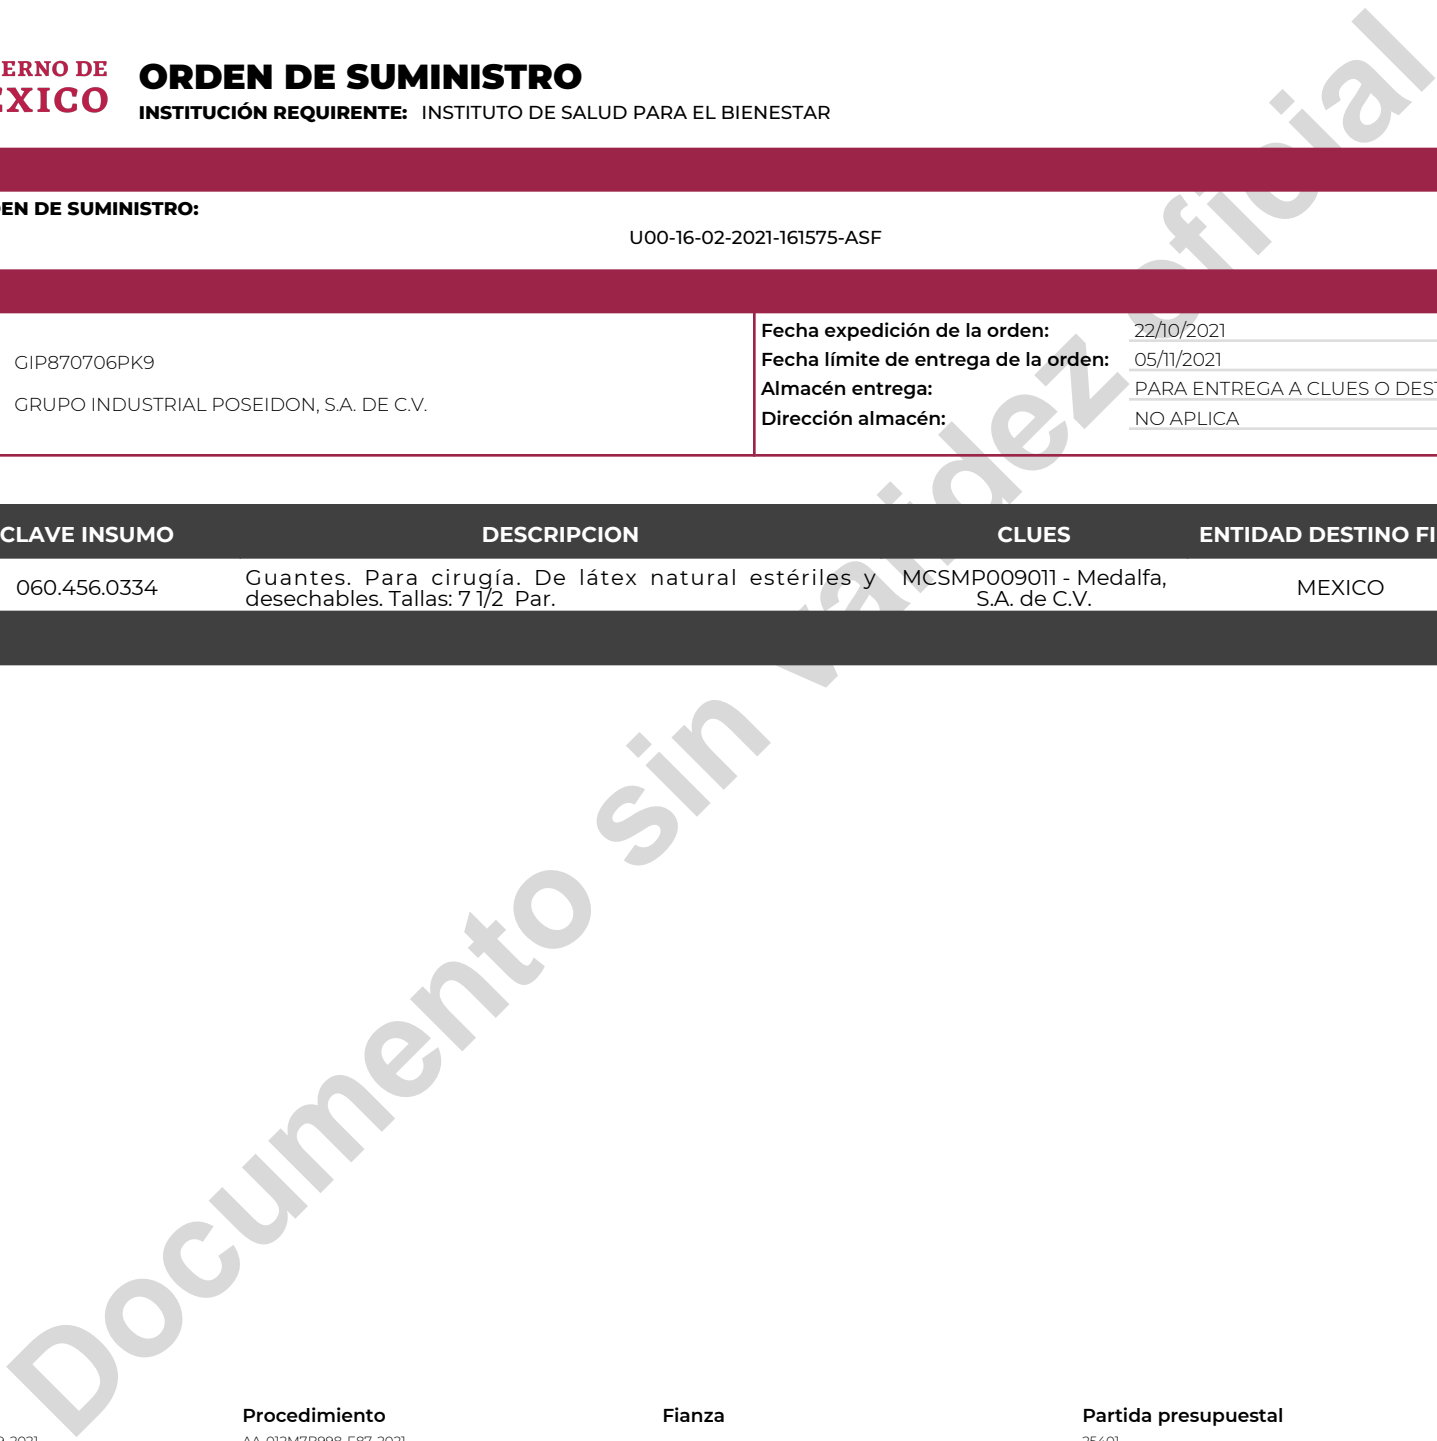 ERNO DE
EXICO
ORDEN DE SUMINISTRO
INSTITUCIÓN REQUIRENTE: INSTITUTO DE SALUD PARA EL BIENESTAR
EN DE SUMINISTRO:
U00-16-02-2021-161575-ASF
GIP870706PK9
GRUPO INDUSTRIAL POSEIDON, S.A. DE C.V.
Fecha expedición de la orden: 22/10/2021
Fecha límite de entrega de la orden: 05/11/2021
Almacén entrega: PARA ENTREGA A CLUES O DEST
Dirección almacén: NO APLICA
CLAVE INSUMO DESCRIPCION CLUES ENTIDAD DESTINO FI
060.456.0334 Guantes. Para cirugía. De látex natural estériles y desechables. Tallas: 7 1/2 Par. MCSMP009011 - Medalfa, S.A. de C.V. MEXICO
Documento sin validez oficial
Procedimiento Fianza Partida presupuestal